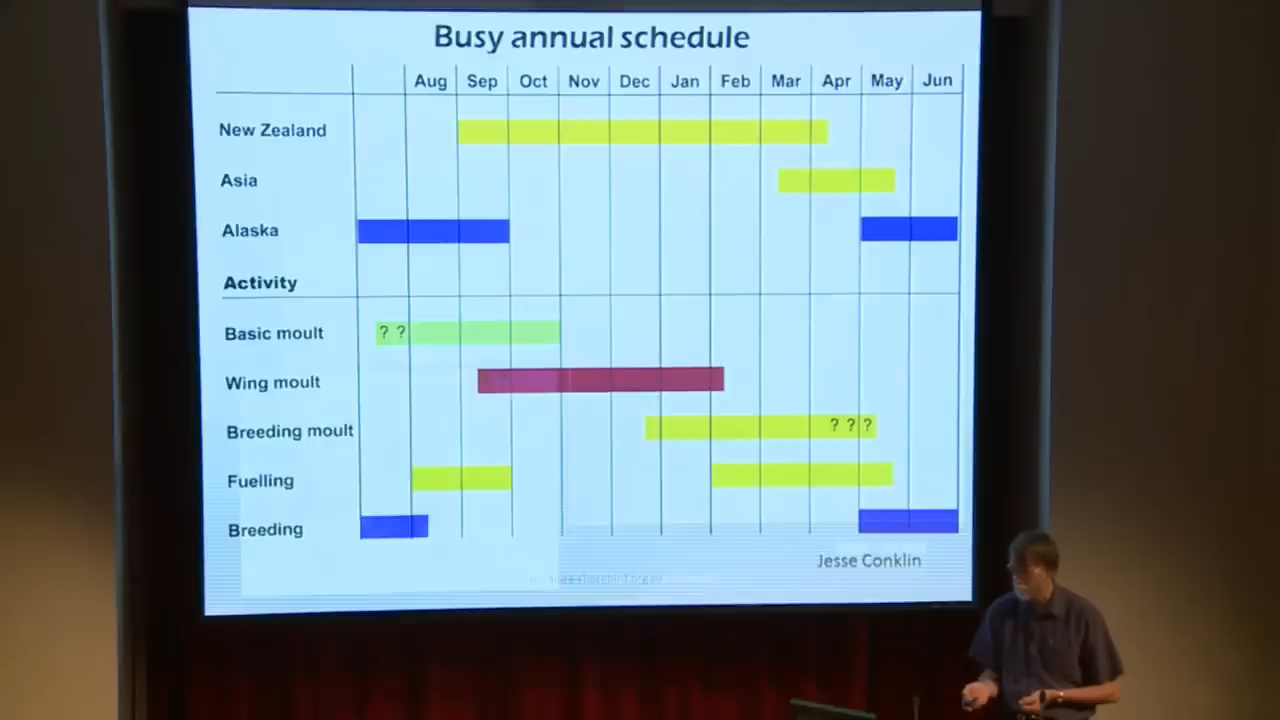 Busy annual schedule
Aug Sep Oct Nov Dec Jan Feb Mar Apr May Jun
New Zealand
Asia
Alaska
Activity
Basic moult ? ?
Wing moult
Breeding moult ? ? ?
Fuelling
Breeding
Jesse Conklin